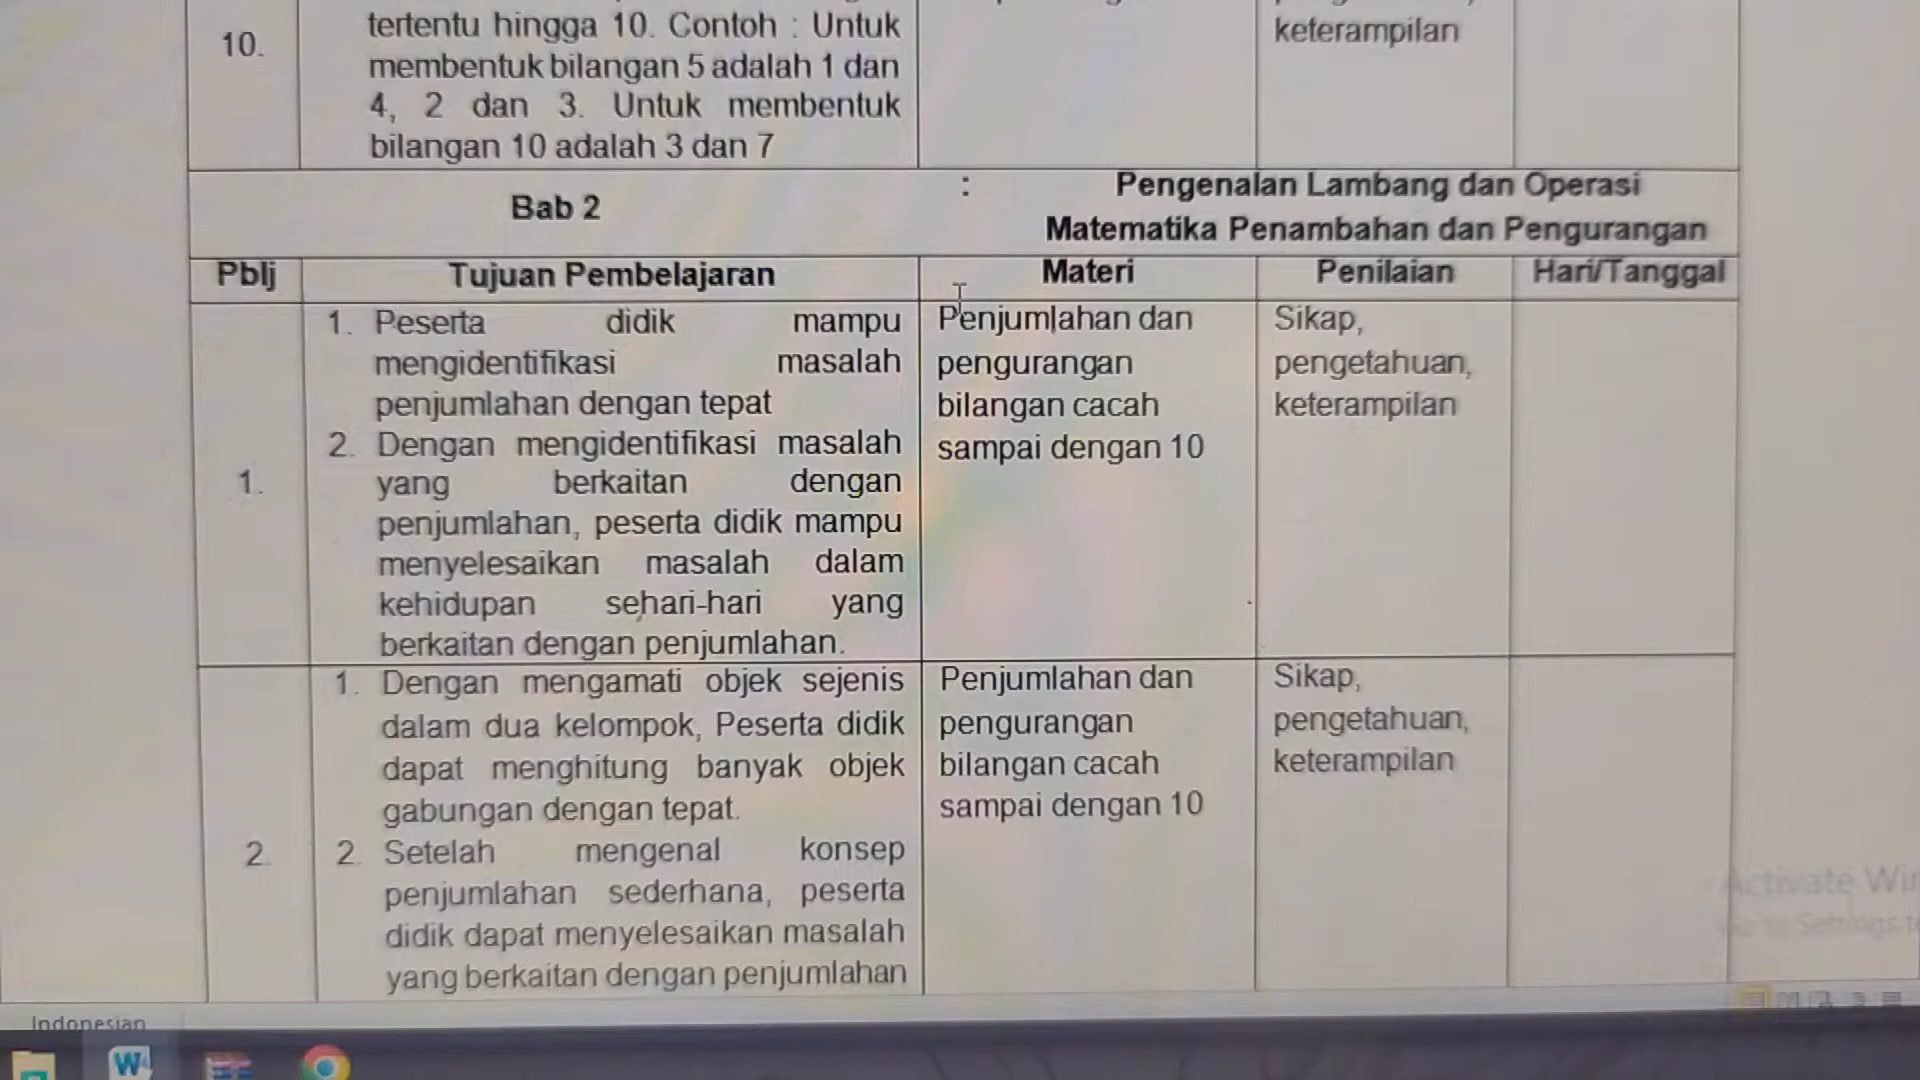 tertentu hingga 10. Contoh : Untuk
membentuk bilangan 5 adalah 1 dan
4, 2 dan 3. Untuk membentuk
bilangan 10 adalah 3 dan 7
10.
keterampilan
Bab 2
:
Pengenalan Lambang dan Operasi
Matematika Penambahan dan Pengurangan
Pblj Tujuan Pembelajaran Materi Penilaian Hari/Tanggal
1.
1. Peserta didik mampu
mengidentifikasi masalah
penjumlahan dengan tepat
2. Dengan mengidentifikasi masalah
yang berkaitan dengan
penjumlahan, peserta didik mampu
menyelesaikan masalah dalam
kehidupan sehari-hari yang
berkaitan dengan penjumlahan.
Penjumlahan dan
pengurangan
bilangan cacah
sampai dengan 10
Sikap,
pengetahuan,
keterampilan
2.
1. Dengan mengamati objek sejenis
dalam dua kelompok, Peserta didik
dapat menghitung banyak objek
gabungan dengan tepat.
2. Setelah mengenal konsep
penjumlahan sederhana, peserta
didik dapat menyelesaikan masalah
yang berkaitan dengan penjumlahan
Penjumlahan dan
pengurangan
bilangan cacah
sampai dengan 10
Sikap,
pengetahuan,
keterampilan
Activate Wi
Go to Settings t
Indonesian
W